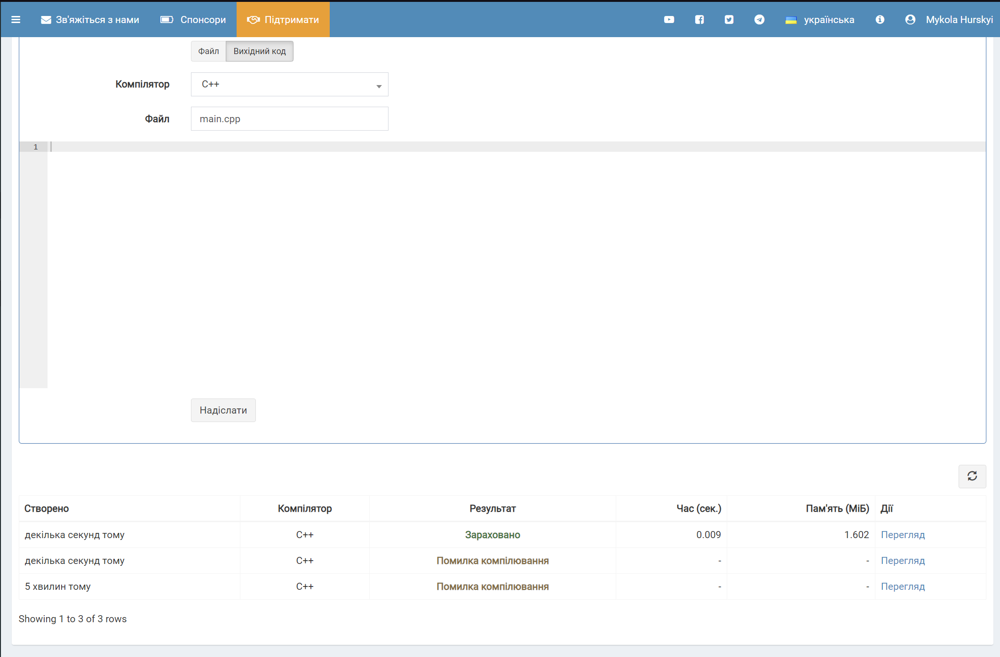 Зв'яжіться з нами Спонсори Підтримати українська Mykola Hurskyi
Файл Вихідний код
Компілятор C++
Файл main.cpp
1
Надіслати
Створено Компілятор Результат Час (сек.) Пам'ять (МіБ) Дії
декілька секунд тому C++ Зараховано 0.009 1.602 Перегляд
декілька секунд тому C++ Помилка компілювання - - Перегляд
5 хвилин тому C++ Помилка компілювання - - Перегляд
Showing 1 to 3 of 3 rows